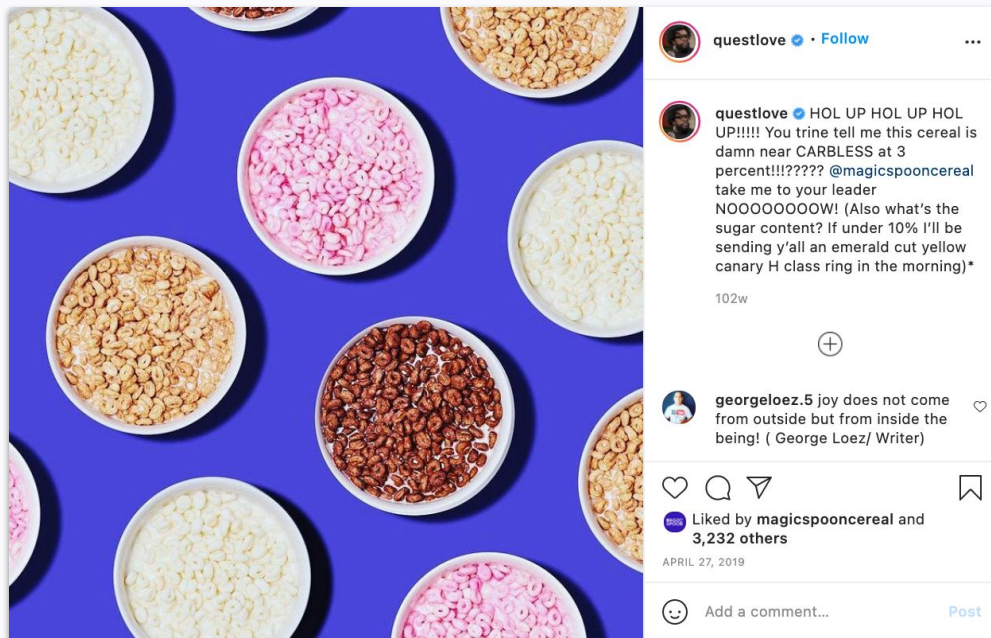 questlove • Follow
questlove HOL UP HOL UP HOL
UP!!!!! You trine tell me this cereal is
damn near CARBLESS at 3
percent!!!????? @magicspooncereal
take me to your leader
NOOOOOOOOW! (Also what's the
sugar content? If under 10% I'll be
sending y'all an emerald cut yellow
canary H class ring in the morning)*
102w
georgeloez.5 joy does not come
from outside but from inside the
being! ( George Loez/ Writer)
MAGIC
SPOON
Liked by magicspooncereal and
3,232 others
APRIL 27, 2019
Add a comment... Post